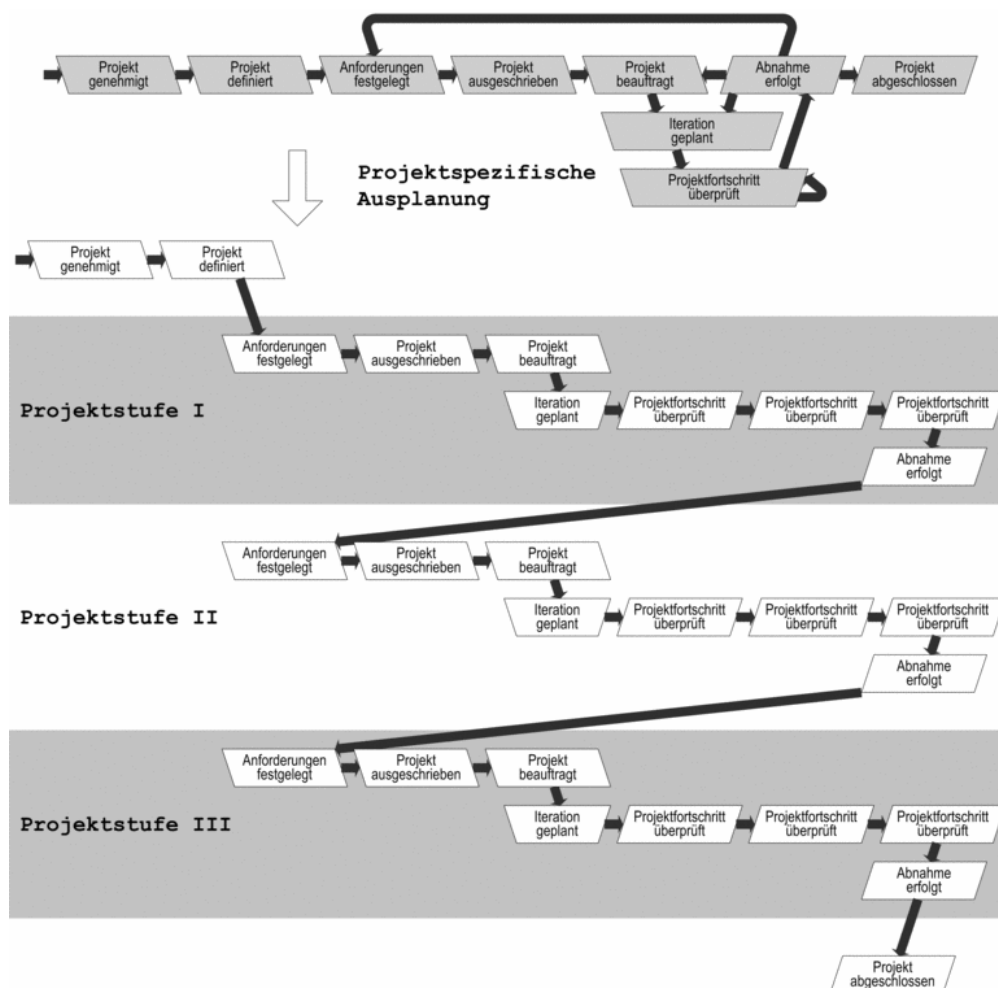 Projekt
genehmigt
Projekt
definiert
Anforderungen
festgelegt
Projekt
ausgeschrieben
Projekt
beauftragt
Abnahme
erfolgt
Projekt
abgeschlossen
Iteration
geplant
Projektfortschritt
überprüft
Projektspezifische
Ausplanung
Projekt
genehmigt
Projekt
definiert
Projektstufe I
Anforderungen
festgelegt
Projekt
ausgeschrieben
Projekt
beauftragt
Iteration
geplant
Projektfortschritt
überprüft
Projektfortschritt
überprüft
Projektfortschritt
überprüft
Abnahme
erfolgt
Projektstufe II
Anforderungen
festgelegt
Projekt
ausgeschrieben
Projekt
beauftragt
Iteration
geplant
Projektfortschritt
überprüft
Projektfortschritt
überprüft
Projektfortschritt
überprüft
Abnahme
erfolgt
Projektstufe III
Anforderungen
festgelegt
Projekt
ausgeschrieben
Projekt
beauftragt
Iteration
geplant
Projektfortschritt
überprüft
Projektfortschritt
überprüft
Projektfortschritt
überprüft
Abnahme
erfolgt
Projekt
abgeschlossen